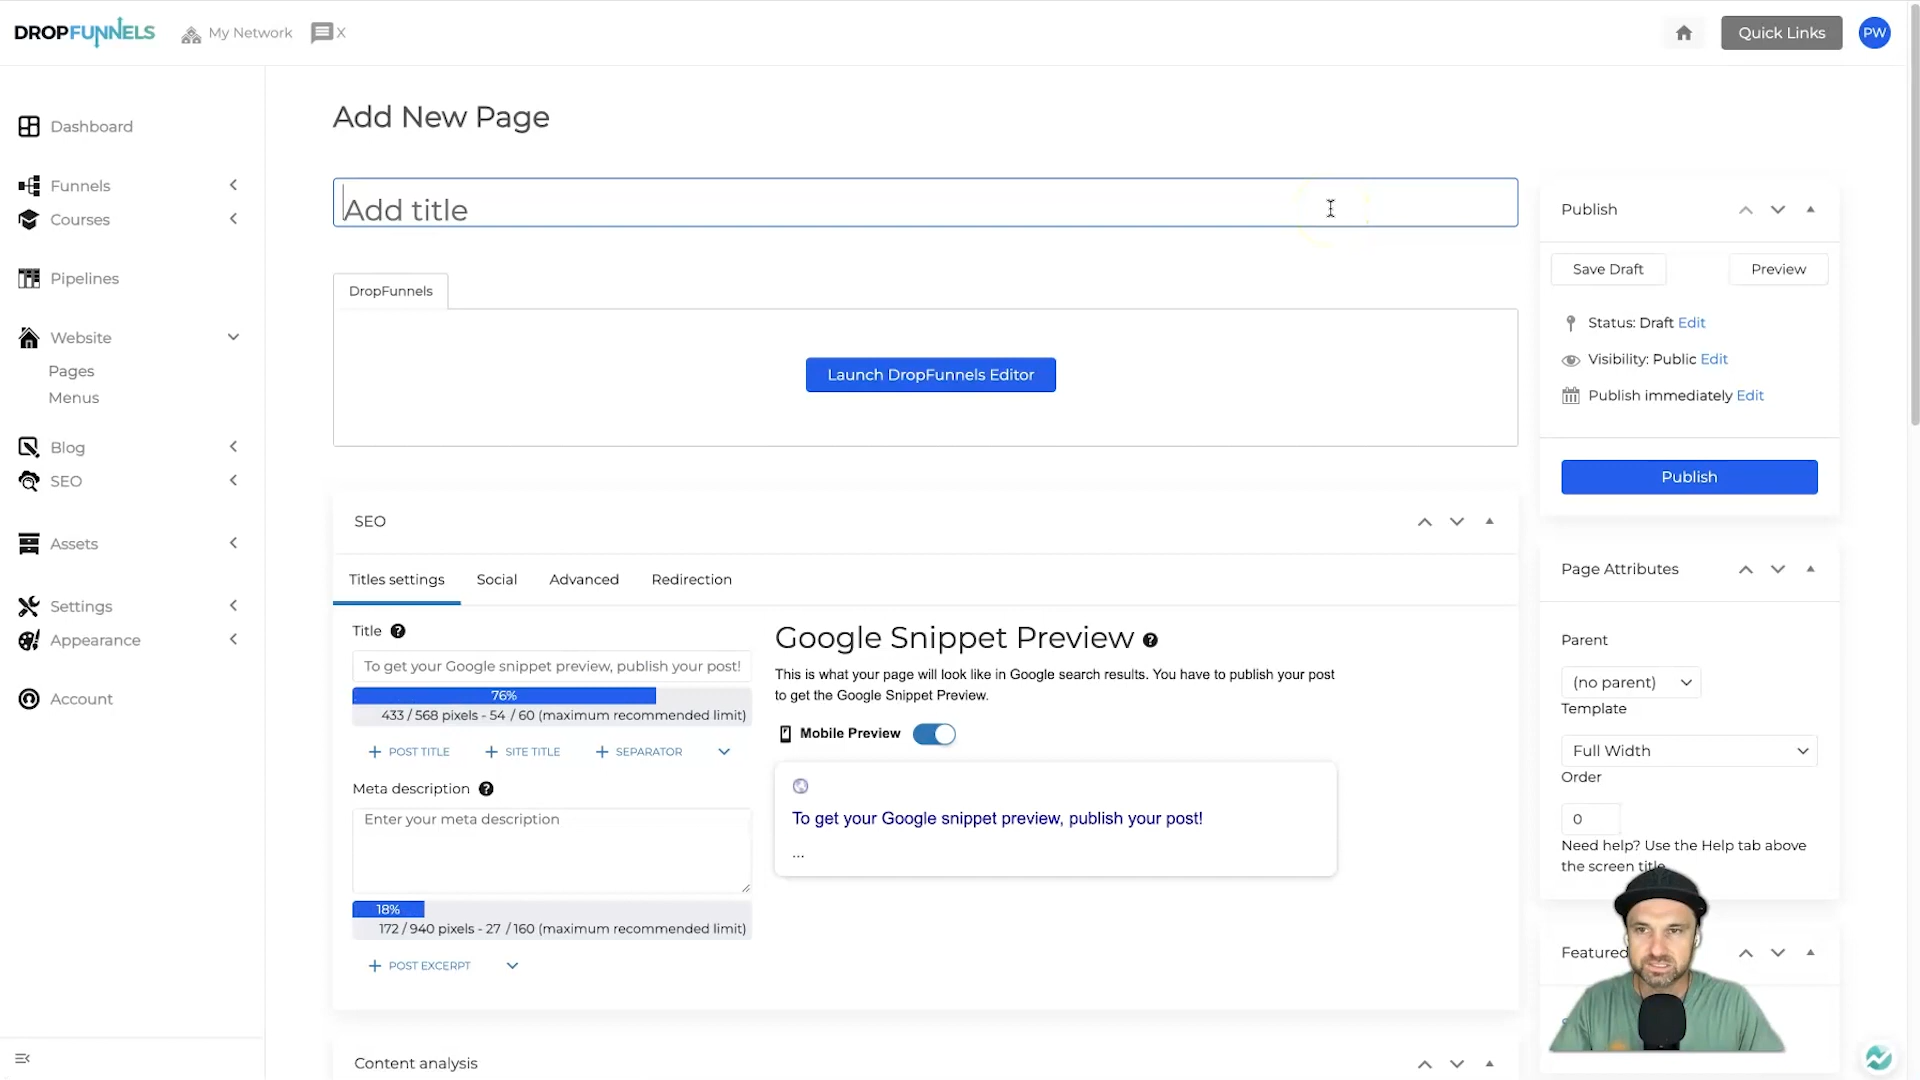 DROPFUNNELS
My Network
X
Quick Links
PW
Dashboard
Funnels
Courses
Pipelines
Website
Pages
Menus
Blog
SEO
Assets
Settings
Appearance
Account
Add New Page
Add title
DropFunnels
Launch DropFunnels Editor
SEO
Titles settings
Social
Advanced
Redirection
Title
To get your Google snippet preview, publish your post!
76%
433 / 568 pixels - 54 / 60 (maximum recommended limit)
+ POST TITLE
+ SITE TITLE
+ SEPARATOR
Meta description
Enter your meta description
18%
172 / 940 pixels - 27 / 160 (maximum recommended limit)
+ POST EXCERPT
Google Snippet Preview
This is what your page will look like in Google search results. You have to publish your post
to get the Google Snippet Preview.
Mobile Preview
To get your Google snippet preview, publish your post!
...
Content analysis
Publish
Save Draft
Preview
Status: Draft Edit
Visibility: Public Edit
Publish immediately Edit
Publish
Page Attributes
Parent
(no parent)
Template
Full Width
Order
0
Need help? Use the Help tab above
the screen title.
Featured